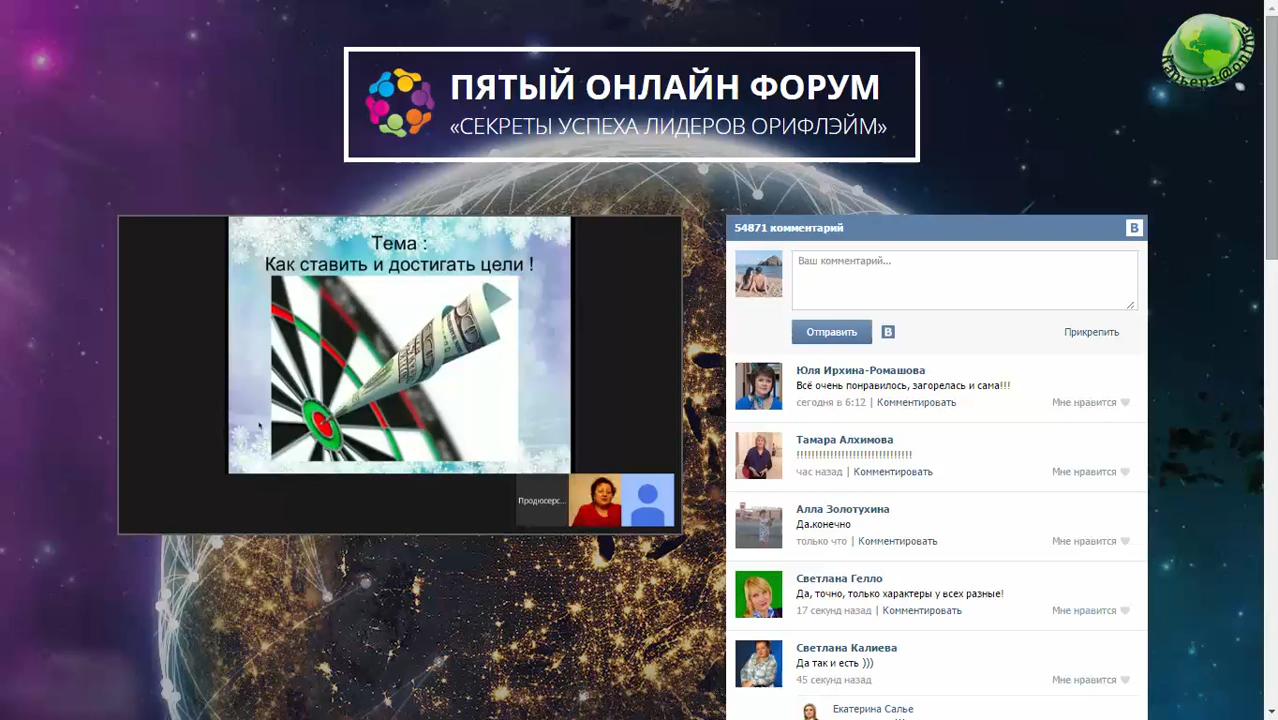 ПЯТЫЙ ОНЛАЙН ФОРУМ
«СЕКРЕТЫ УСПЕХА ЛИДЕРОВ ОРИФЛЭЙМ»
карьера@online
Тема :
Как ставить и достигать цели !
Продюсерс...
54871 комментарий
B
Ваш комментарий...
Отправить
B
Прикрепить
Юля Ирхина-Ромашова
Всё очень понравилось, загорелась и сама!!!
сегодня в 6:12 | Комментировать
Мне нравится
Тамара Алхимова
!!!!!!!!!!!!!!!!!!!!!!!!!!!!!!
час назад | Комментировать
Мне нравится
Алла Золотухина
Да.конечно
только что | Комментировать
Мне нравится
Светлана Гелло
Да, точно, только характеры у всех разные!
17 секунд назад | Комментировать
Мне нравится
Светлана Калиева
Да так и есть )))
45 секунд назад
Мне нравится
Екатерина Салье